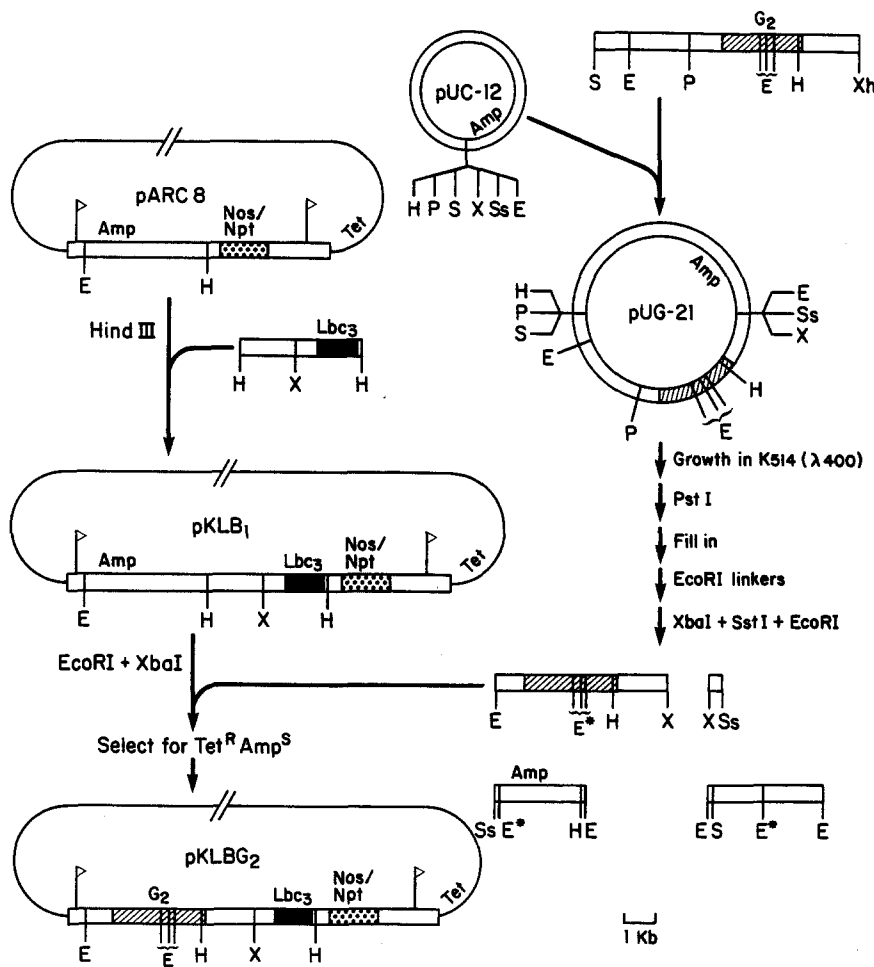 G2
S E P E H Xh
pUC-12
Amp
H P S X Ss E
pARC 8
Amp
Nos/
Npt
Tet
E H
Hind III
Lbc3
H X H
Amp
pUG-21
H
P
S
E
P
E
H
E
Ss
X
Growth in K514 (λ400)
Pst I
Fill in
EcoRI linkers
XbaI + SstI + EcoRI
pKLB1
Amp
Lbc3
Nos/
Npt
Tet
E H X H
EcoRI + XbaI
E E* H X
X Ss
Select for TetR AmpS
Amp
Ss E* H E
E S E* E
pKLBG2
G2
Lbc3
Nos/
Npt
Tet
E E H X H
1 Kb